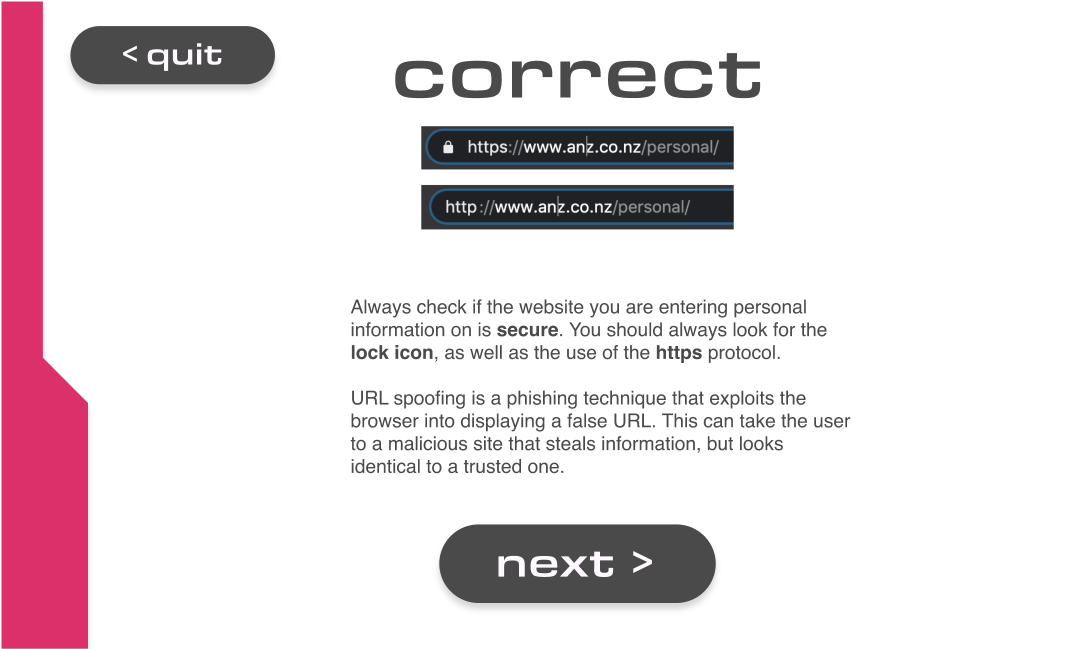 < quit
correct
https://www.anz.co.nz/personal/
http://www.anz.co.nz/personal/
Always check if the website you are entering personal
information on is secure. You should always look for the
lock icon, as well as the use of the https protocol.
URL spoofing is a phishing technique that exploits the
browser into displaying a false URL. This can take the user
to a malicious site that steals information, but looks
identical to a trusted one.
next >